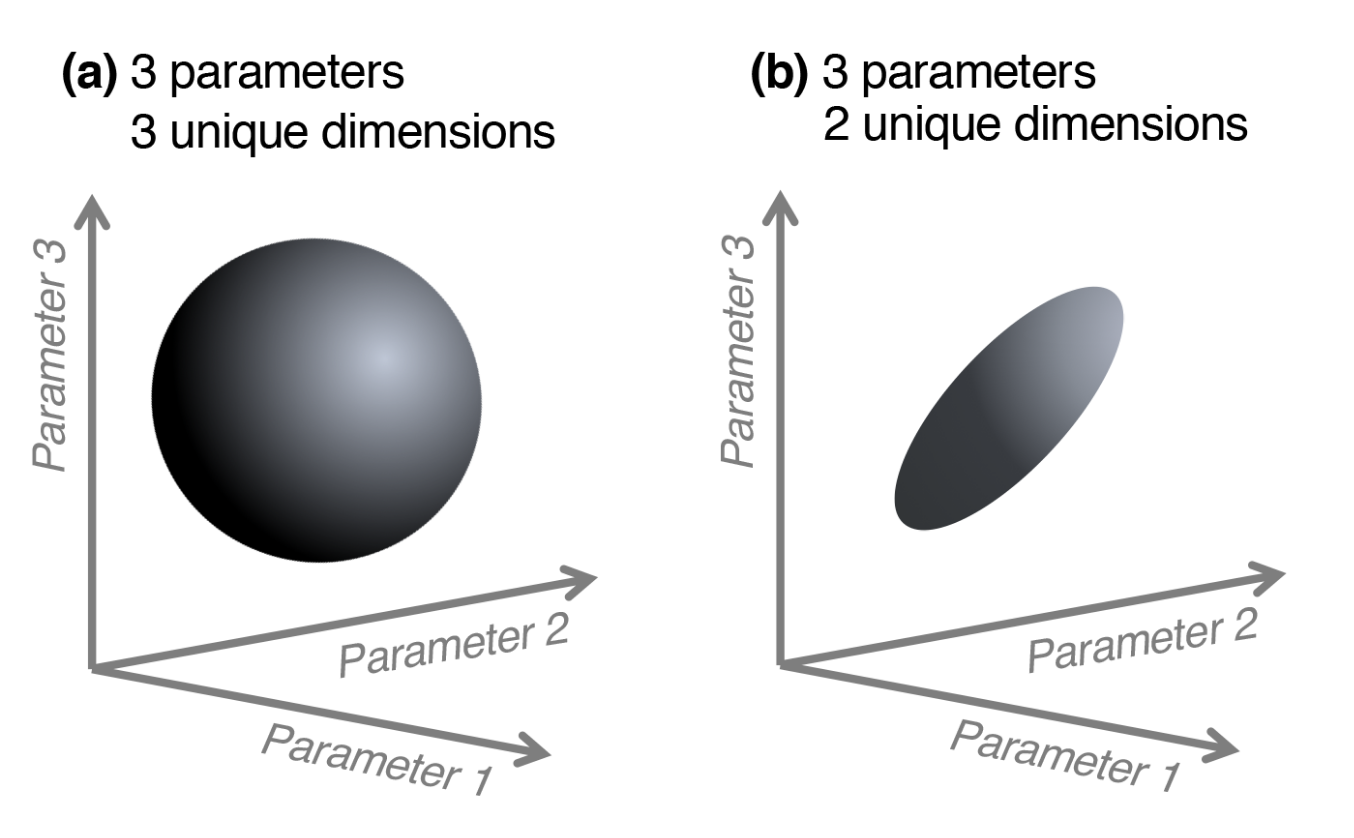 (a) 3 parameters
3 unique dimensions
Parameter 3
Parameter 2
Parameter 1
(b) 3 parameters
2 unique dimensions
Parameter 3
Parameter 2
Parameter 1